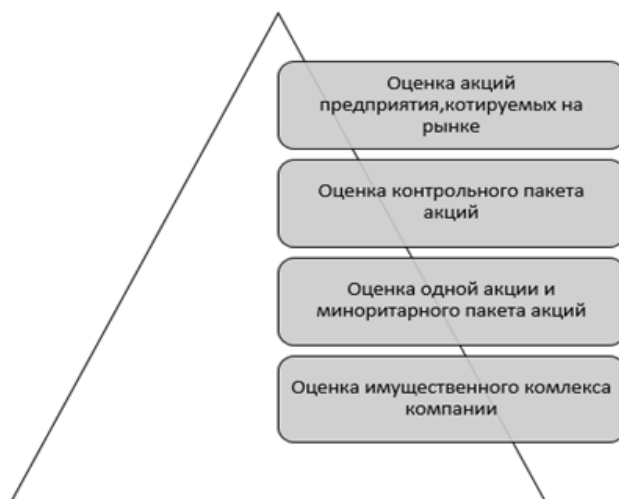 Оценка акций
предприятия,котируемых на
рынке
Оценка контрольного пакета
акций
Оценка одной акции и
миноритарного пакета акций
Оценка имущественного комлекса
компании